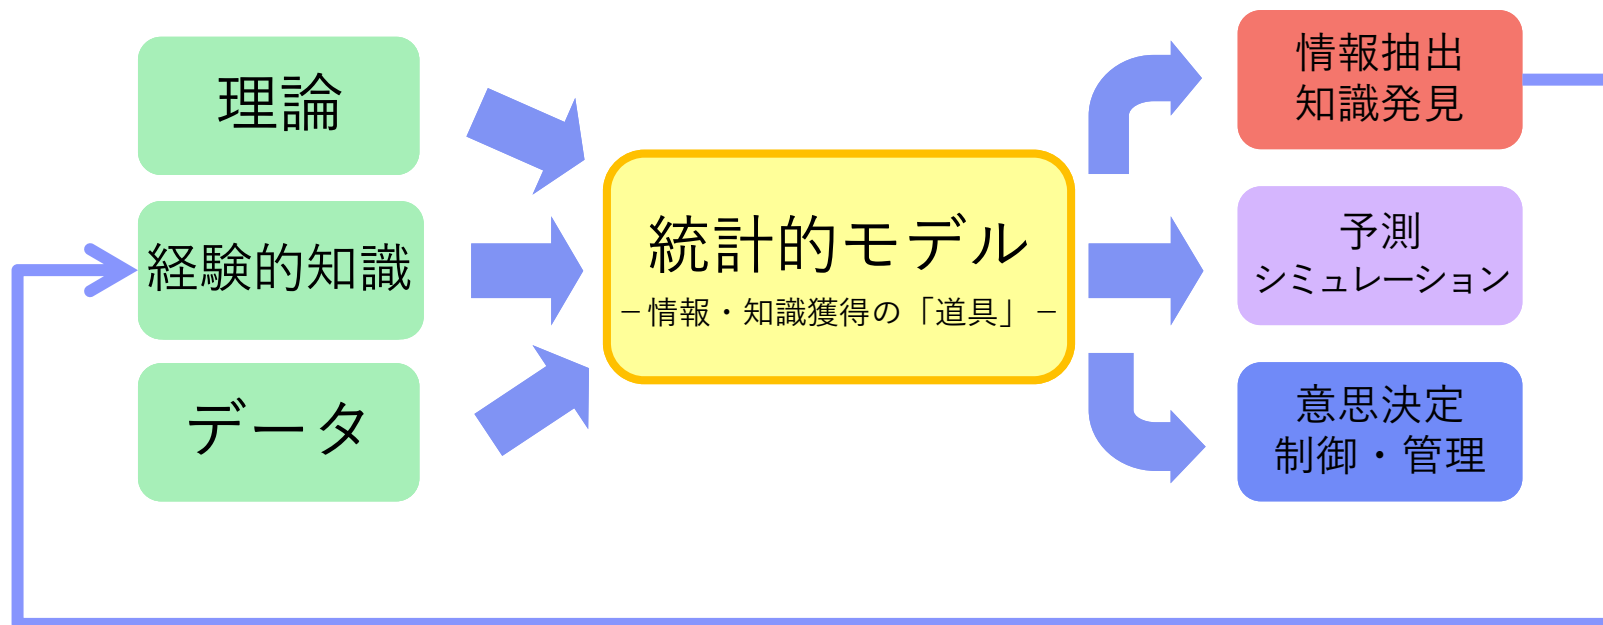 理論
経験的知識
データ
統計的モデル
－情報・知識獲得の「道具」－
情報抽出
知識発見
予測
シミュレーション
意思決定
制御・管理